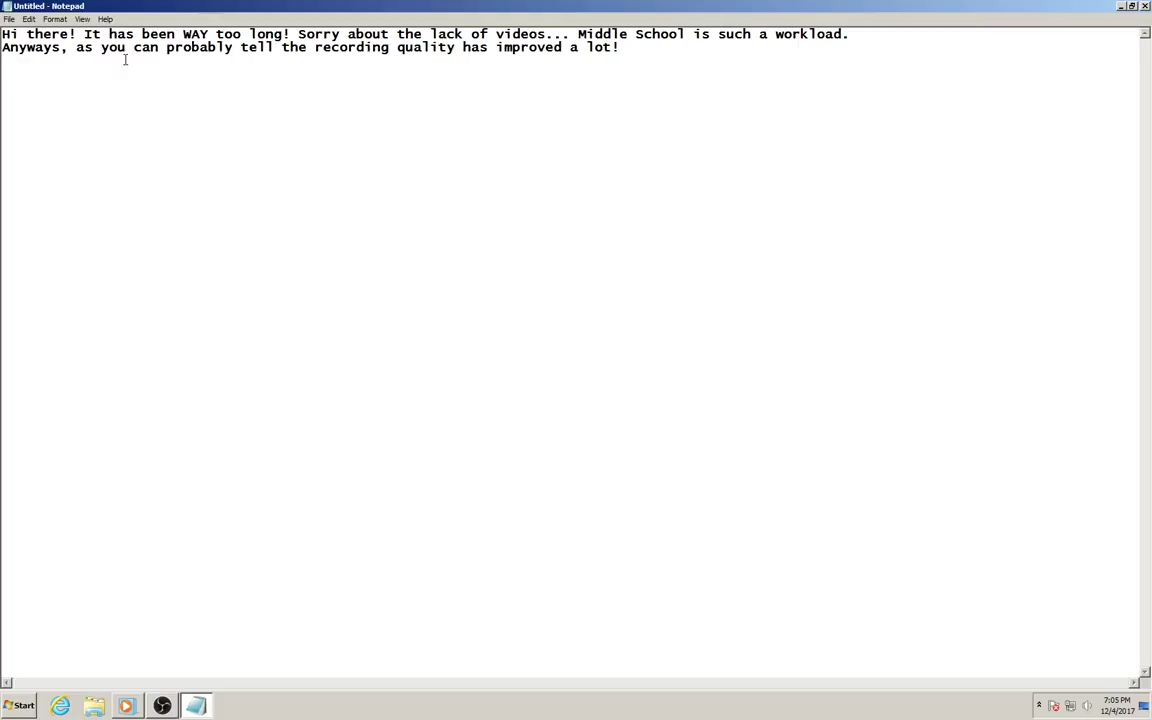 Untitled - Notepad
File Edit Format View Help
Hi there! It has been WAY too long! Sorry about the lack of videos... Middle School is such a workload.
Anyways, as you can probably tell the recording quality has improved a lot!
Start
7:05 PM
12/4/2017